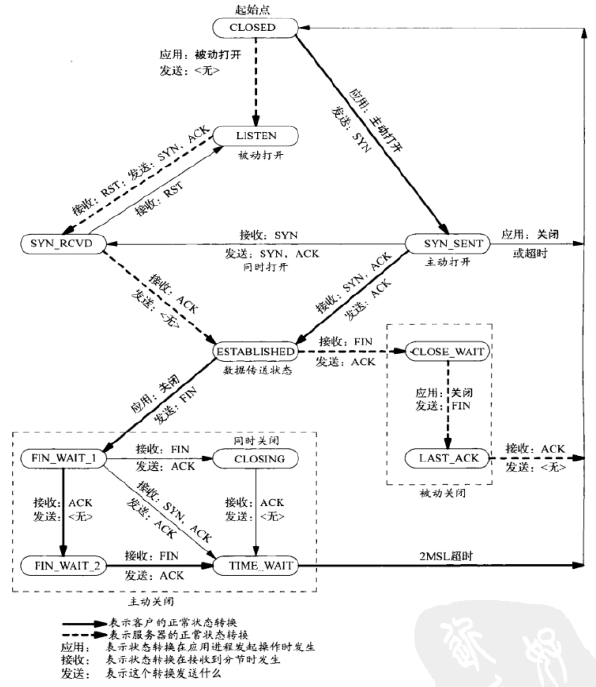 起始点
CLOSED
应用：被动打开
发送：<无>
应用：主动打开
发送：SYN
LISTEN
被动打开
接收：RST；发送：SYN，ACK
接收：RST
SYN_RCVD
接收：SYN
发送：SYN，ACK
同时打开
SYN_SENT
主动打开
应用：关闭
或超时
接收：ACK
发送：<无>
接收：SYN，ACK
发送：ACK
ESTABLISHED
数据传送状态
接收：FIN
发送：ACK
CLOSE_WAIT
应用：关闭
发送：FIN
应用：关闭
发送：FIN
LAST_ACK
接收：ACK
发送：<无>
被动关闭
FIN_WAIT_1
接收：FIN
发送：ACK
同时关闭
CLOSING
接收：ACK
发送：<无>
接收：SYN，ACK
发送：ACK
接收：ACK
发送：<无>
FIN_WAIT_2
接收：FIN
发送：ACK
TIME_WAIT
2MSL超时
主动关闭
表示客户的正常状态转换
表示服务器的正常状态转换
应用： 表示状态转换在应用进程发起操作时发生
接收： 表示状态转换在接收到分节时发生
发送： 表示这个转换发送什么